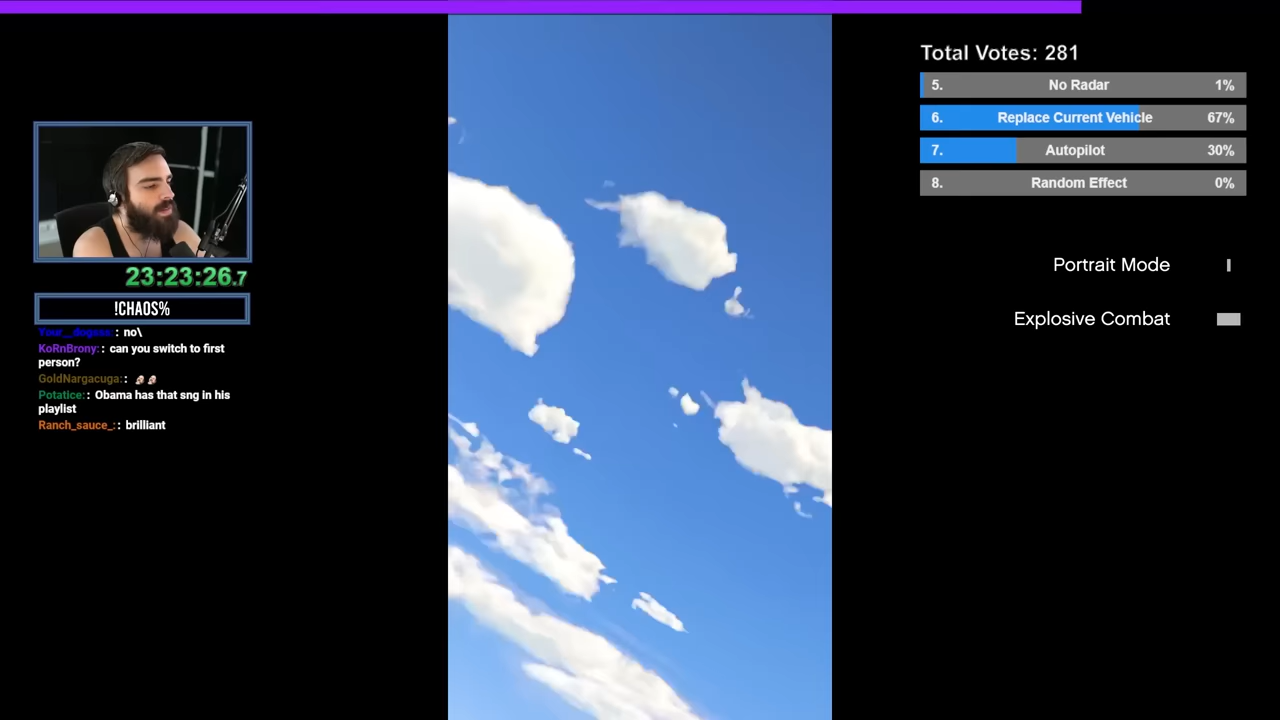 Total Votes: 281
5. No Radar 1%
6. Replace Current Vehicle 67%
7. Autopilot 30%
8. Random Effect 0%
Portrait Mode
Explosive Combat
23:23:26.7
!CHAOS%
Your__dogass: no\
KoRnBrony:: can you switch to first
person?
GoldNargacuga::
Potatice:: Obama has that sng in his
playlist
Ranch_sauce_:: brilliant